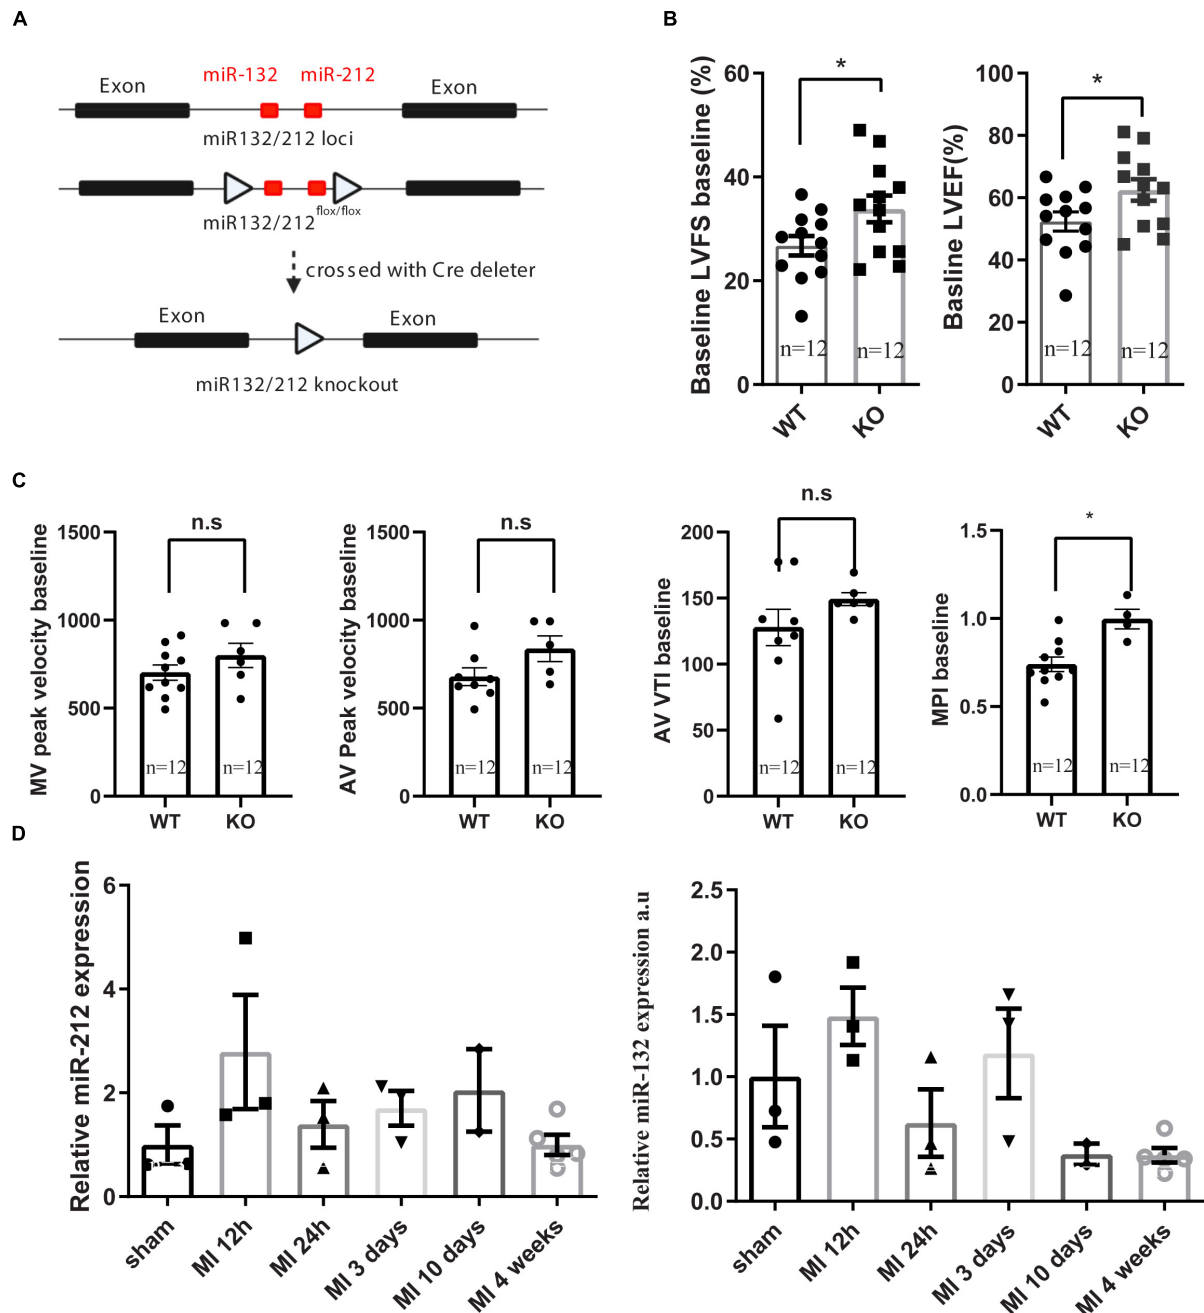 A
miR-132 miR-212
Exon Exon
miR132/212 loci
miR132/212flox/flox
crossed with Cre deleter
Exon Exon
miR132/212 knockout
B
Baseline LVFS baseline (%)
60
40
20
0
*
n=12 n=12
WT KO
Basline LVEF(%)
100
80
60
40
20
0
*
n=12 n=12
WT KO
C
MV peak velocity baseline
1500
1000
500
0
n.s
n=12 n=12
WT KO
AV Peak velocity baseline
1500
1000
500
0
n.s
n=12 n=12
WT KO
AV VTI baseline
200
150
100
50
0
n.s
n=12 n=12
WT KO
MPI baseline
1.5
1.0
0.5
0.0
*
n=12 n=12
WT KO
D
Relative miR-212 expression
6
4
2
0
sham MI 12h MI 24h MI 3 days MI 10 days MI 4 weeks
Relative miR-132 expression a.u
2.5
2.0
1.5
1.0
0.5
0.0
sham MI 12h MI 24h MI 3 days MI 10 days MI 4 weeks